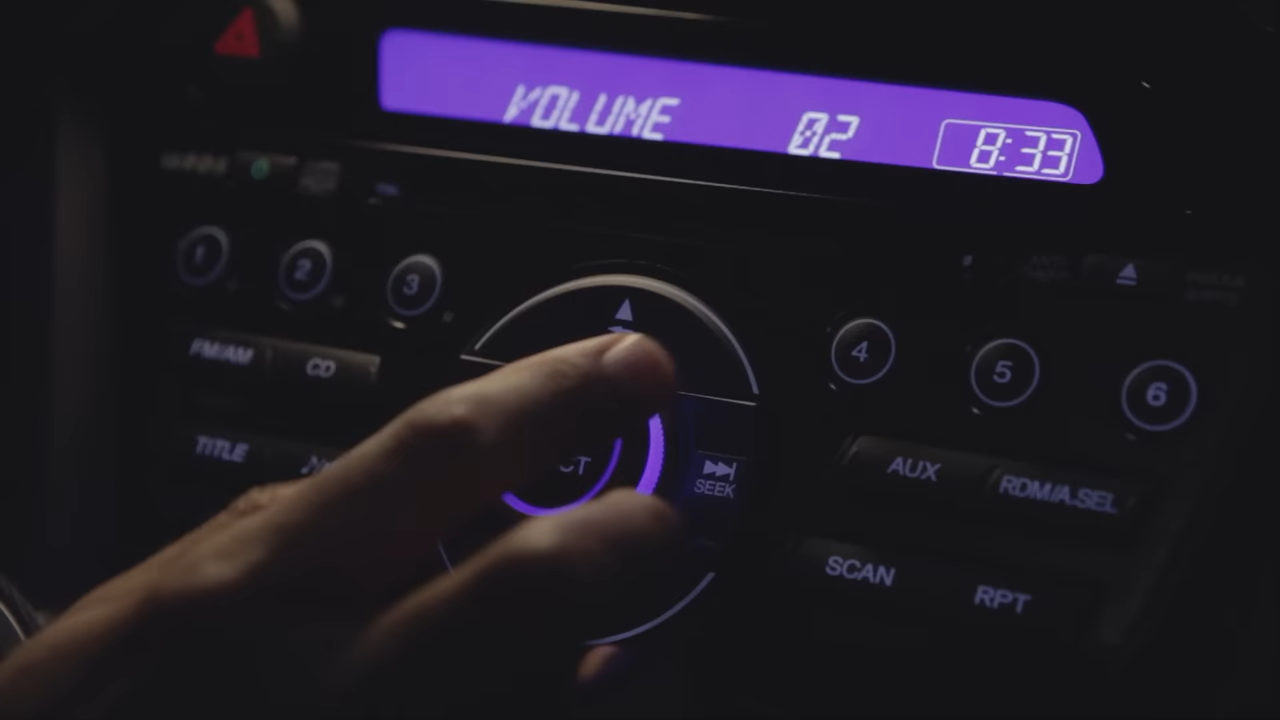 VOLUME 02 8:33
1 2 3
4 5 6
FM/AM CD
AUX RDM/A.SEL
TITLE
CT
SEEK
SCAN RPT